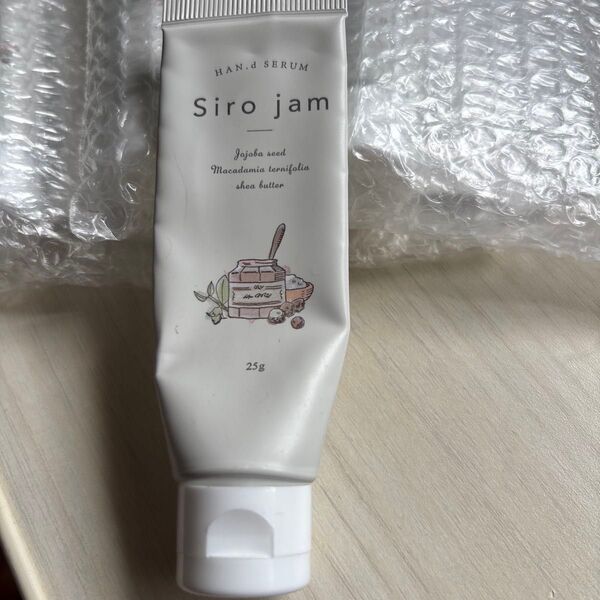 HAN.d SERUM
Siro jam
Jojoba seed
Macadamia ternifolia
shea butter
25g